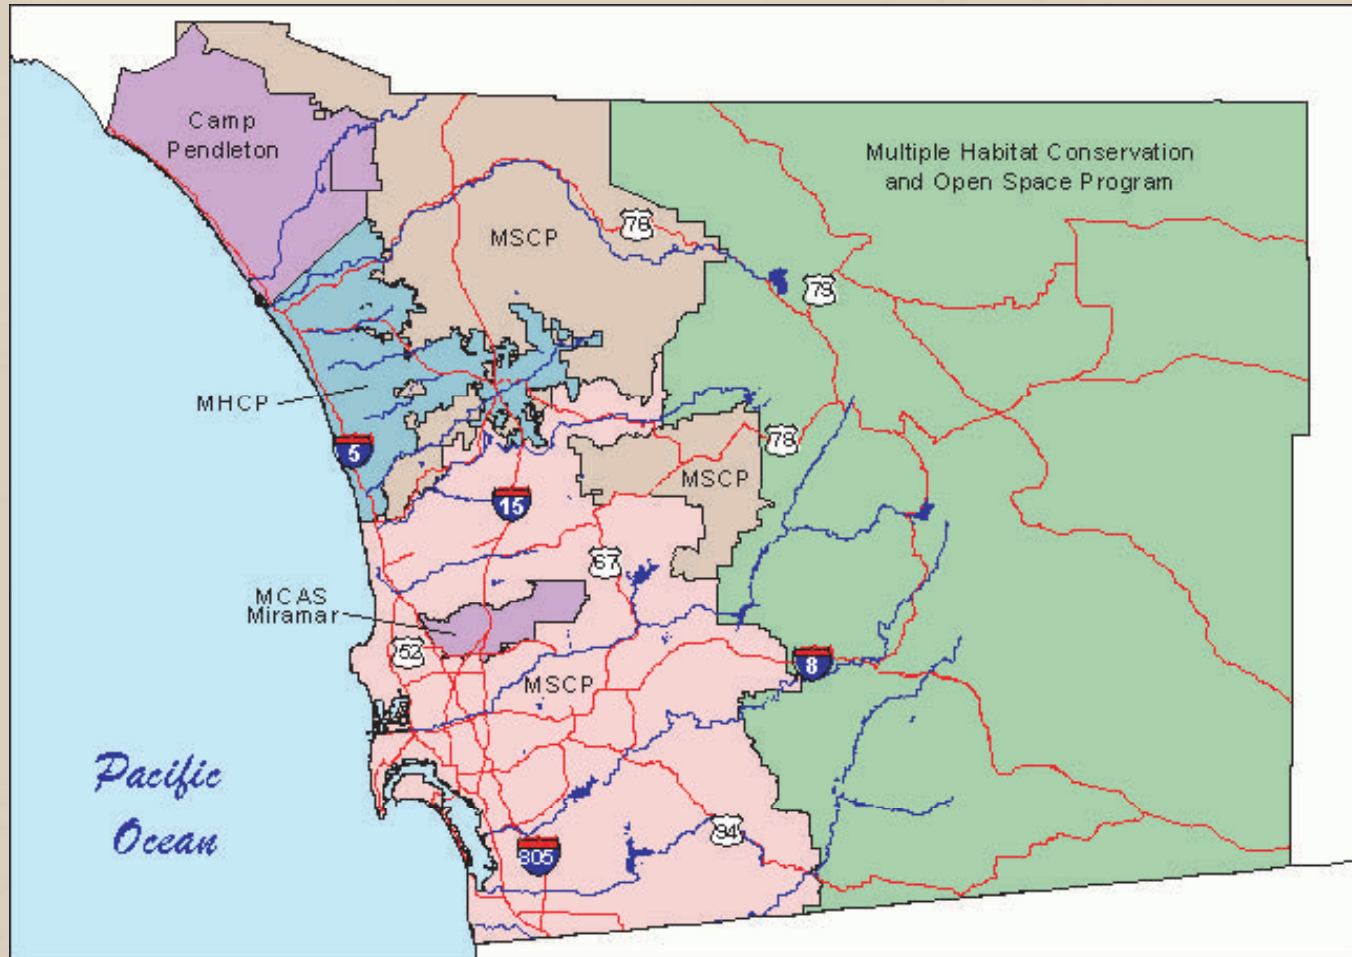 Camp
Pendleton
Multiple Habitat Conservation
and Open Space Program
78
MSCP
79
MHCP
5
78
MSCP
15
67
MCAS
Miramar
52
8
MSCP
Pacific
Ocean
94
805